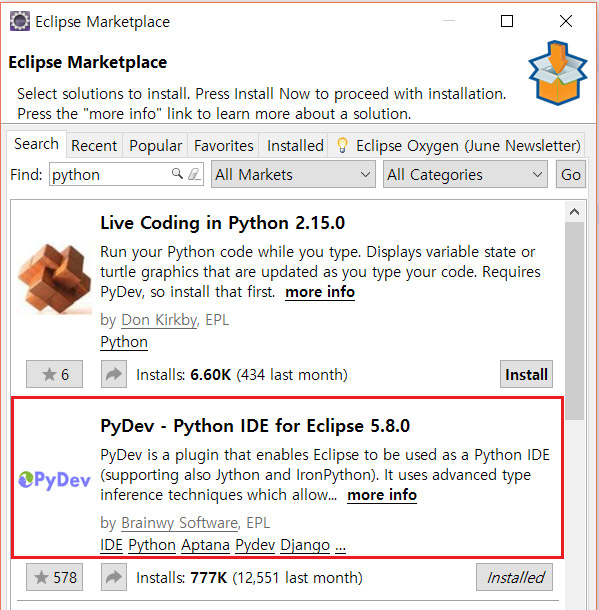 Eclipse Marketplace
Eclipse Marketplace
Select solutions to install. Press Install Now to proceed with installation.
Press the "more info" link to learn more about a solution.
Search Recent Popular Favorites Installed Eclipse Oxygen (June Newsletter)
Find: python All Markets All Categories Go
Live Coding in Python 2.15.0
Run your Python code while you type. Displays variable state or
turtle graphics that are updated as you type your code. Requires
PyDev, so install that first. more info
by Don Kirkby, EPL
Python
6 Installs: 6.60K (434 last month) Install
PyDev - Python IDE for Eclipse 5.8.0
PyDev is a plugin that enables Eclipse to be used as a Python IDE
PyDev (supporting also Jython and IronPython). It uses advanced type
inference techniques which allow... more info
by Brainwy Software, EPL
IDE Python Aptana Pydev Django ...
578 Installs: 777K (12,551 last month) Installed